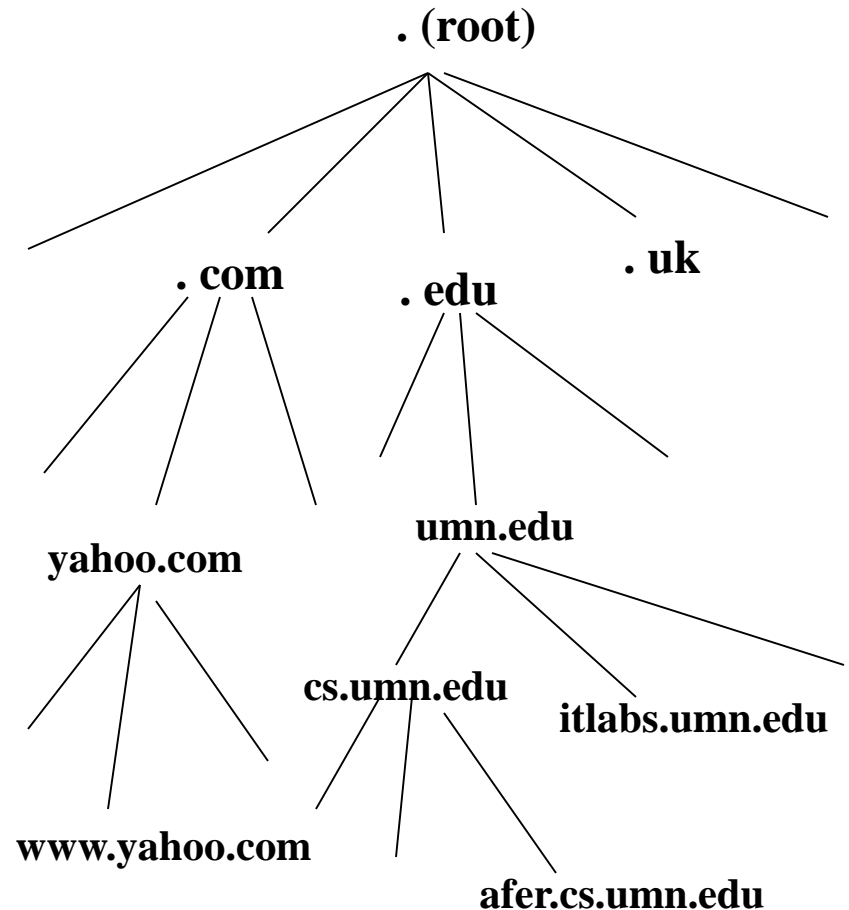 . (root)
. com
. edu
. uk
yahoo.com
umn.edu
cs.umn.edu
itlabs.umn.edu
www.yahoo.com
afer.cs.umn.edu